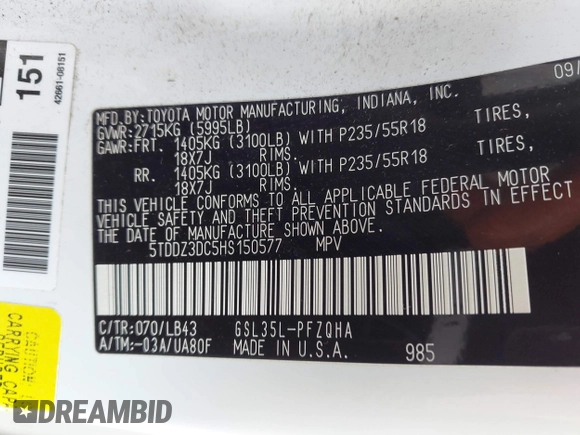 151
42661-08151
09/
MFD.BY:TOYOTA MOTOR MANUFACTURING, INDIANA, INC.
GVWR:2715KG (5995LB)
GAWR:FRT. 1405KG (3100LB) WITH P235/55R18 TIRES,
18X7J RIMS.
RR. 1405KG (3100LB) WITH P235/55R18 TIRES,
18X7J RIMS.
THIS VEHICLE CONFORMS TO ALL APPLICABLE FEDERAL MOTOR
VEHICLE SAFETY AND THEFT PREVENTION STANDARDS IN EFFECT
DATE OF MANUFACTURE SHOWN ABOVE.
5TDDZ3DC5HS150577 MPV
C/TR:070/LB43 GSL35L-PFZQHA
A/TM:-03A/UA80F MADE IN U.S.A. 985
CAUTION
CARRYING CAP
DREAMBID